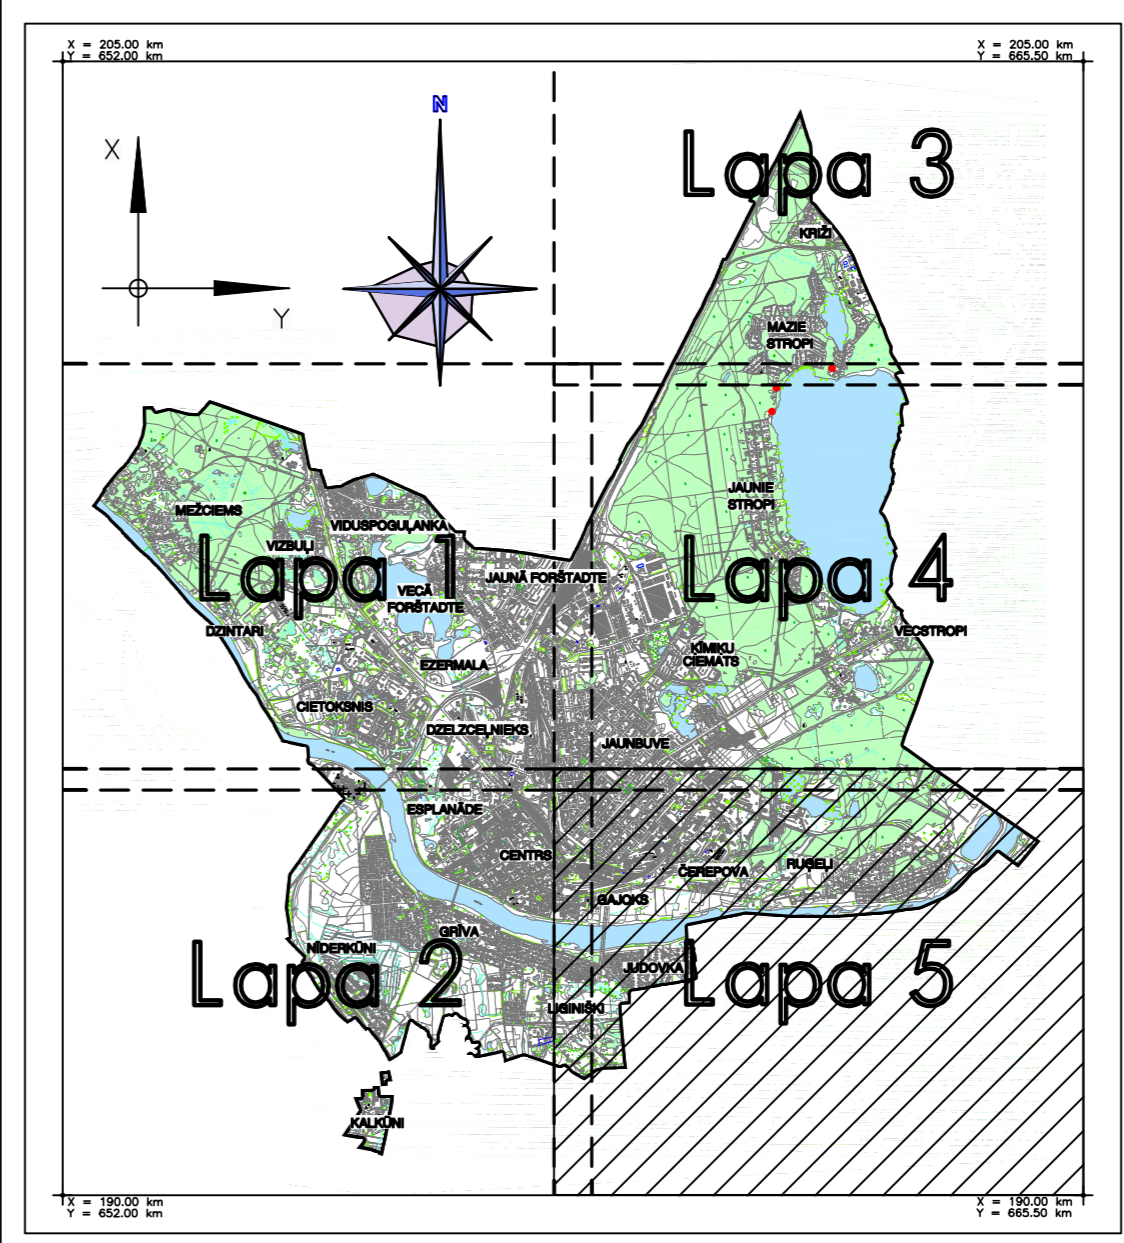 X = 205.00 km
Y = 652.00 km
X = 205.00 km
Y = 665.50 km
N
X
Y
Lapa 3
KRIŽI
MAZIE
STROPI
MEŽCIEMS
VIDUSPOGUĻANKA
VIZBUĻI
JAUNIE
STROPI
Lapa 1
JAUNĀ FORŠTADTE
Lapa 4
VECĀ
FORŠTADTE
DZINTARI
VECSTROPI
ĶĪMIĶU
CIEMATS
EZERMALA
CIETOKSNIS
DZELZCEĻNIEKS
JAUNBUVE
ESPLANĀDE
CENTRS
ČEREPOVA
RUĢEĻI
GAJOKS
GRĪVA
NĪDERKŪNI
JUDOVKA
Lapa 2
Lapa 5
LIGINIŠKI
KALKŪNI
X = 190.00 km
Y = 652.00 km
X = 190.00 km
Y = 665.50 km